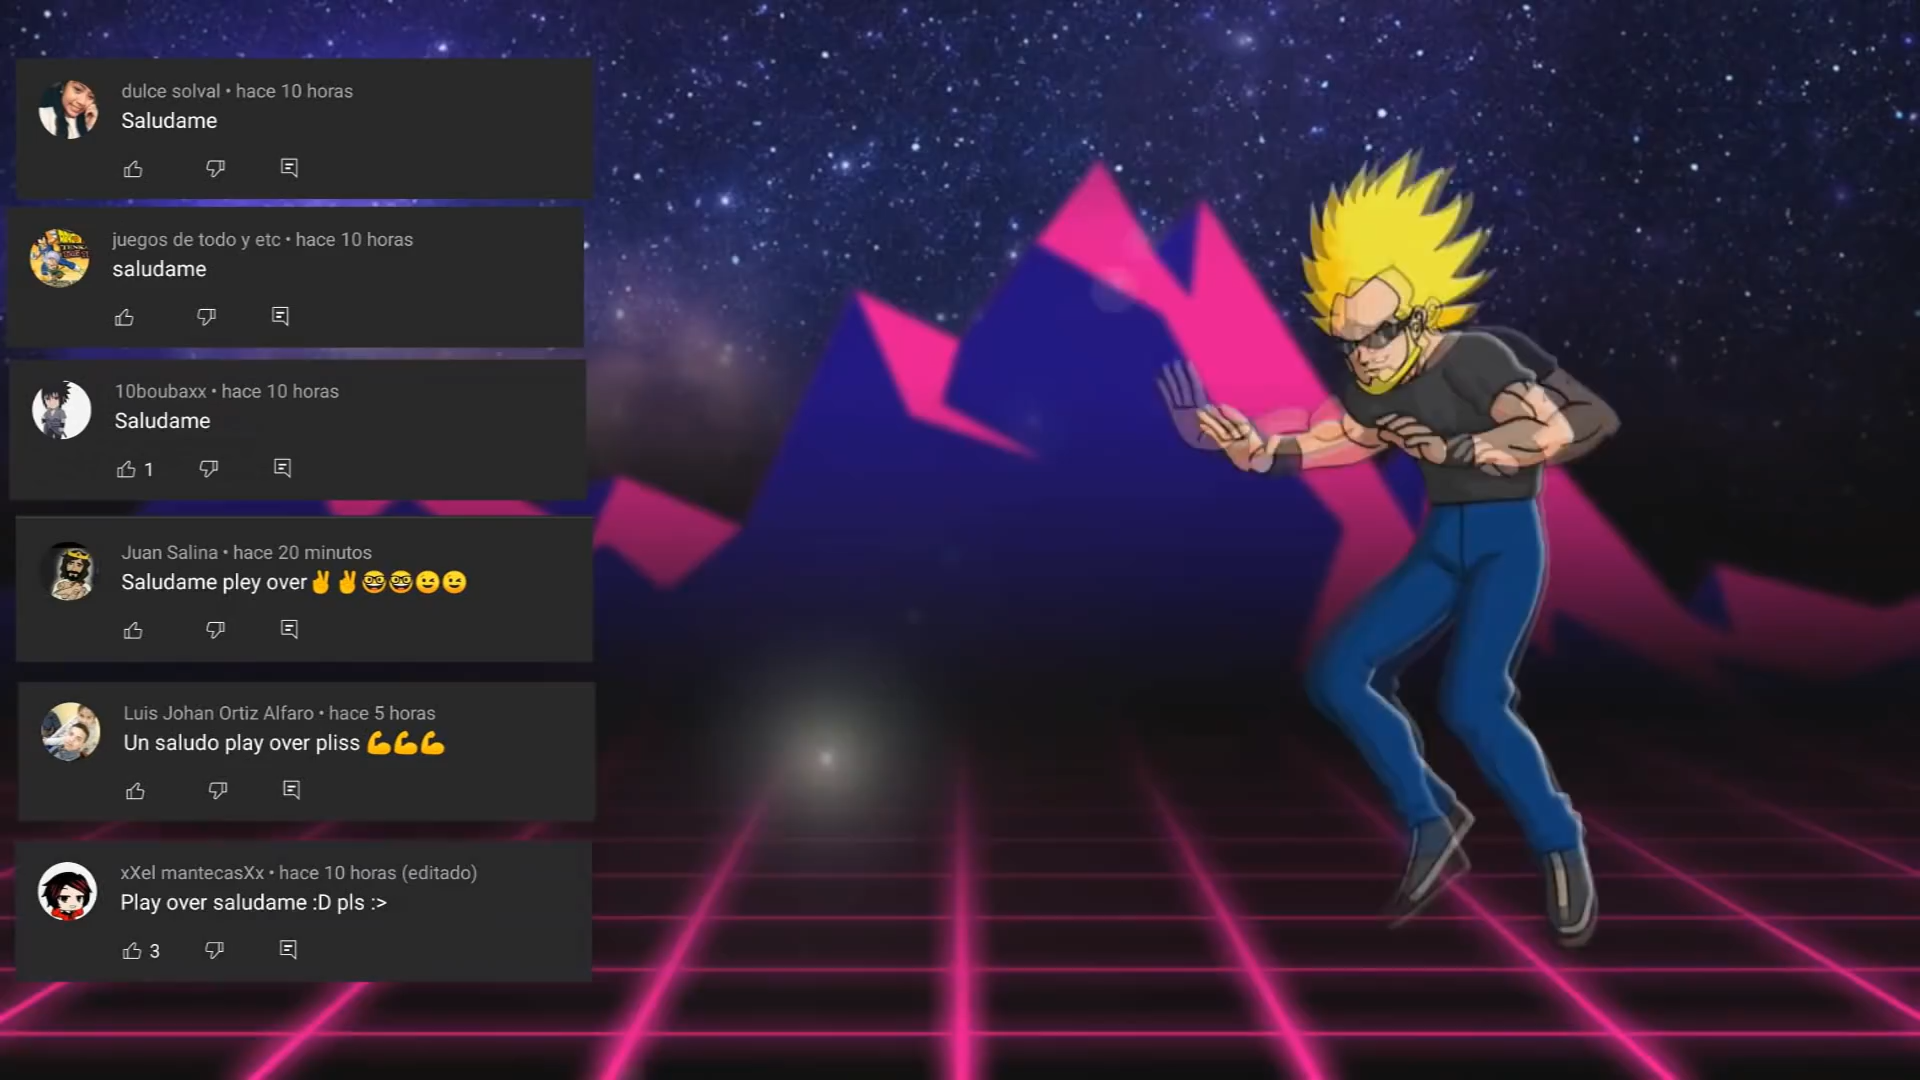 dulce solval • hace 10 horas
Saludame
juegos de todo y etc • hace 10 horas
saludame
10boubaxx • hace 10 horas
Saludame
1
Juan Salina • hace 20 minutos
Saludame pley over✌✌🤓🤓😉😉
Luis Johan Ortiz Alfaro • hace 5 horas
Un saludo play over pliss 💪💪💪
xXel mantecasXx • hace 10 horas (editado)
Play over saludame :D pls :>
3